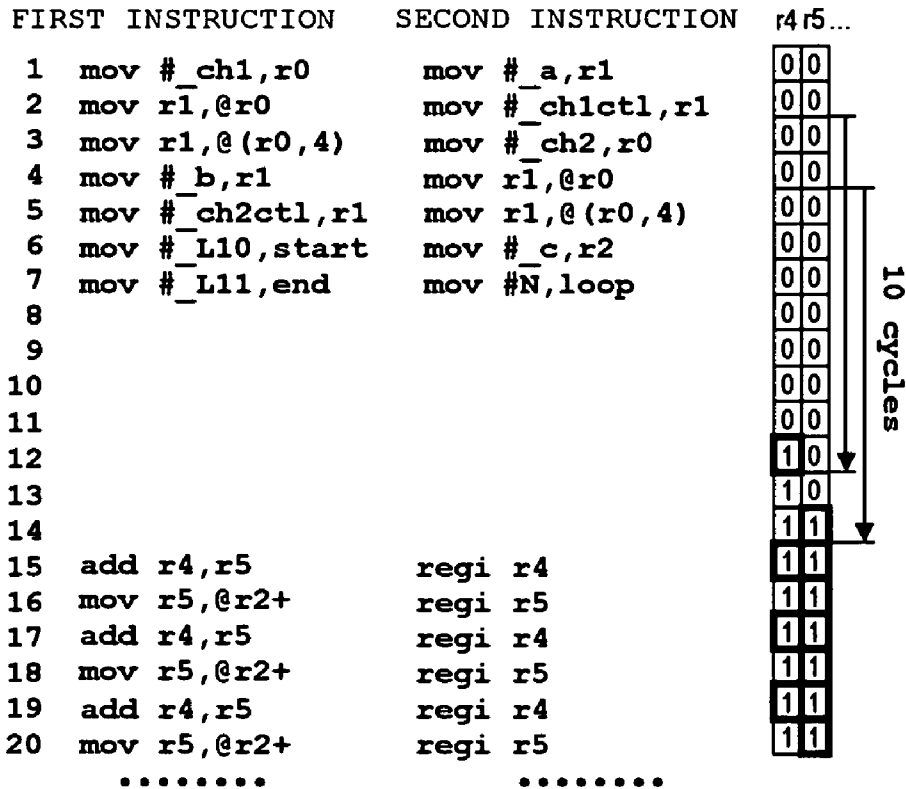 FIRST INSTRUCTION SECOND INSTRUCTION r4 r5 ...
1 mov #_ch1,r0 mov #_a,r1 0 0
2 mov r1,@r0 mov #_ch1ctl,r1 0 0
3 mov r1,@(r0,4) mov #_ch2,r0 0 0
4 mov #_b,r1 mov r1,@r0 0 0
5 mov #_ch2ctl,r1 mov r1,@(r0,4) 0 0
6 mov #_L10,start mov #_c,r2 0 0
7 mov #_L11,end mov #N,loop 0 0
8 0 0
9 0 0
10 0 0
11 0 0
12 1 0
13 1 0
14 1 1
15 add r4,r5 regi r4 1 1
16 mov r5,@r2+ regi r5 1 1
17 add r4,r5 regi r4 1 1
18 mov r5,@r2+ regi r5 1 1
19 add r4,r5 regi r4 1 1
20 mov r5,@r2+ regi r5 1 1
........ ........
10 cycles